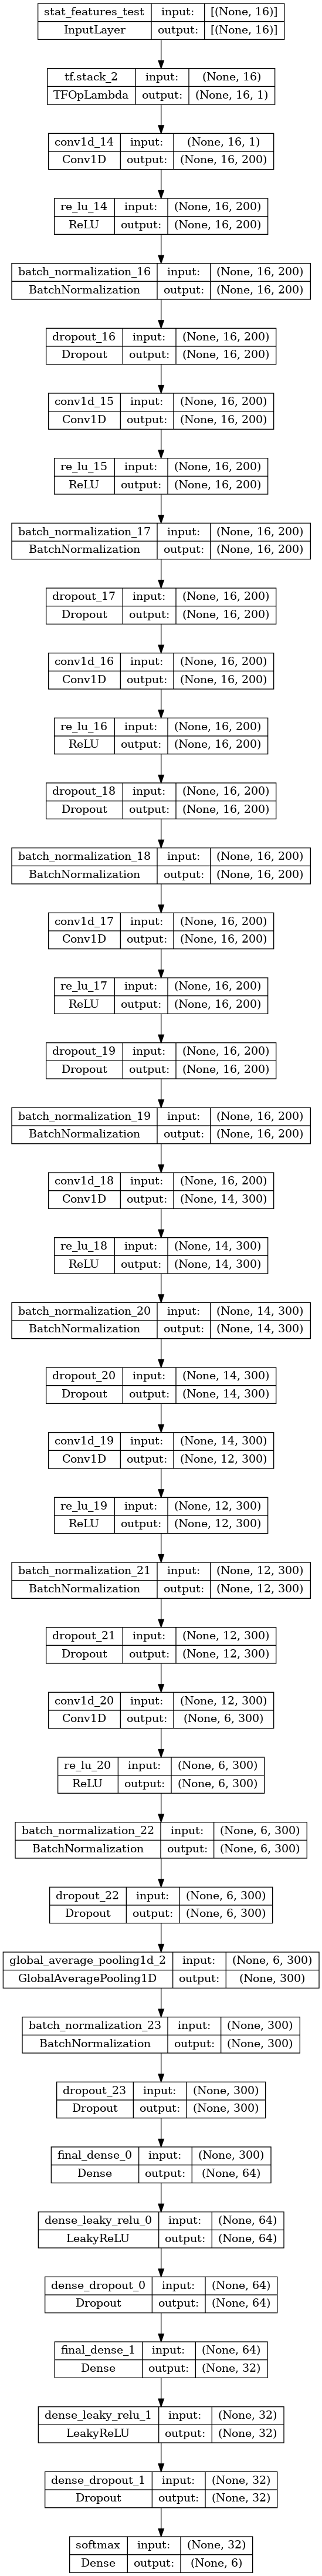 stat_features_test input: [(None, 16)]
InputLayer output: [(None, 16)]
tf.stack_2 input: (None, 16)
TFOpLambda output: (None, 16, 1)
conv1d_14 input: (None, 16, 1)
Conv1D output: (None, 16, 200)
re_lu_14 input: (None, 16, 200)
ReLU output: (None, 16, 200)
batch_normalization_16 input: (None, 16, 200)
BatchNormalization output: (None, 16, 200)
dropout_16 input: (None, 16, 200)
Dropout output: (None, 16, 200)
conv1d_15 input: (None, 16, 200)
Conv1D output: (None, 16, 200)
re_lu_15 input: (None, 16, 200)
ReLU output: (None, 16, 200)
batch_normalization_17 input: (None, 16, 200)
BatchNormalization output: (None, 16, 200)
dropout_17 input: (None, 16, 200)
Dropout output: (None, 16, 200)
conv1d_16 input: (None, 16, 200)
Conv1D output: (None, 16, 200)
re_lu_16 input: (None, 16, 200)
ReLU output: (None, 16, 200)
dropout_18 input: (None, 16, 200)
Dropout output: (None, 16, 200)
batch_normalization_18 input: (None, 16, 200)
BatchNormalization output: (None, 16, 200)
conv1d_17 input: (None, 16, 200)
Conv1D output: (None, 16, 200)
re_lu_17 input: (None, 16, 200)
ReLU output: (None, 16, 200)
dropout_19 input: (None, 16, 200)
Dropout output: (None, 16, 200)
batch_normalization_19 input: (None, 16, 200)
BatchNormalization output: (None, 16, 200)
conv1d_18 input: (None, 16, 200)
Conv1D output: (None, 14, 300)
re_lu_18 input: (None, 14, 300)
ReLU output: (None, 14, 300)
batch_normalization_20 input: (None, 14, 300)
BatchNormalization output: (None, 14, 300)
dropout_20 input: (None, 14, 300)
Dropout output: (None, 14, 300)
conv1d_19 input: (None, 14, 300)
Conv1D output: (None, 12, 300)
re_lu_19 input: (None, 12, 300)
ReLU output: (None, 12, 300)
batch_normalization_21 input: (None, 12, 300)
BatchNormalization output: (None, 12, 300)
dropout_21 input: (None, 12, 300)
Dropout output: (None, 12, 300)
conv1d_20 input: (None, 12, 300)
Conv1D output: (None, 6, 300)
re_lu_20 input: (None, 6, 300)
ReLU output: (None, 6, 300)
batch_normalization_22 input: (None, 6, 300)
BatchNormalization output: (None, 6, 300)
dropout_22 input: (None, 6, 300)
Dropout output: (None, 6, 300)
global_average_pooling1d_2 input: (None, 6, 300)
GlobalAveragePooling1D output: (None, 300)
batch_normalization_23 input: (None, 300)
BatchNormalization output: (None, 300)
dropout_23 input: (None, 300)
Dropout output: (None, 300)
final_dense_0 input: (None, 300)
Dense output: (None, 64)
dense_leaky_relu_0 input: (None, 64)
LeakyReLU output: (None, 64)
dense_dropout_0 input: (None, 64)
Dropout output: (None, 64)
final_dense_1 input: (None, 64)
Dense output: (None, 32)
dense_leaky_relu_1 input: (None, 32)
LeakyReLU output: (None, 32)
dense_dropout_1 input: (None, 32)
Dropout output: (None, 32)
softmax input: (None, 32)
Dense output: (None, 6)